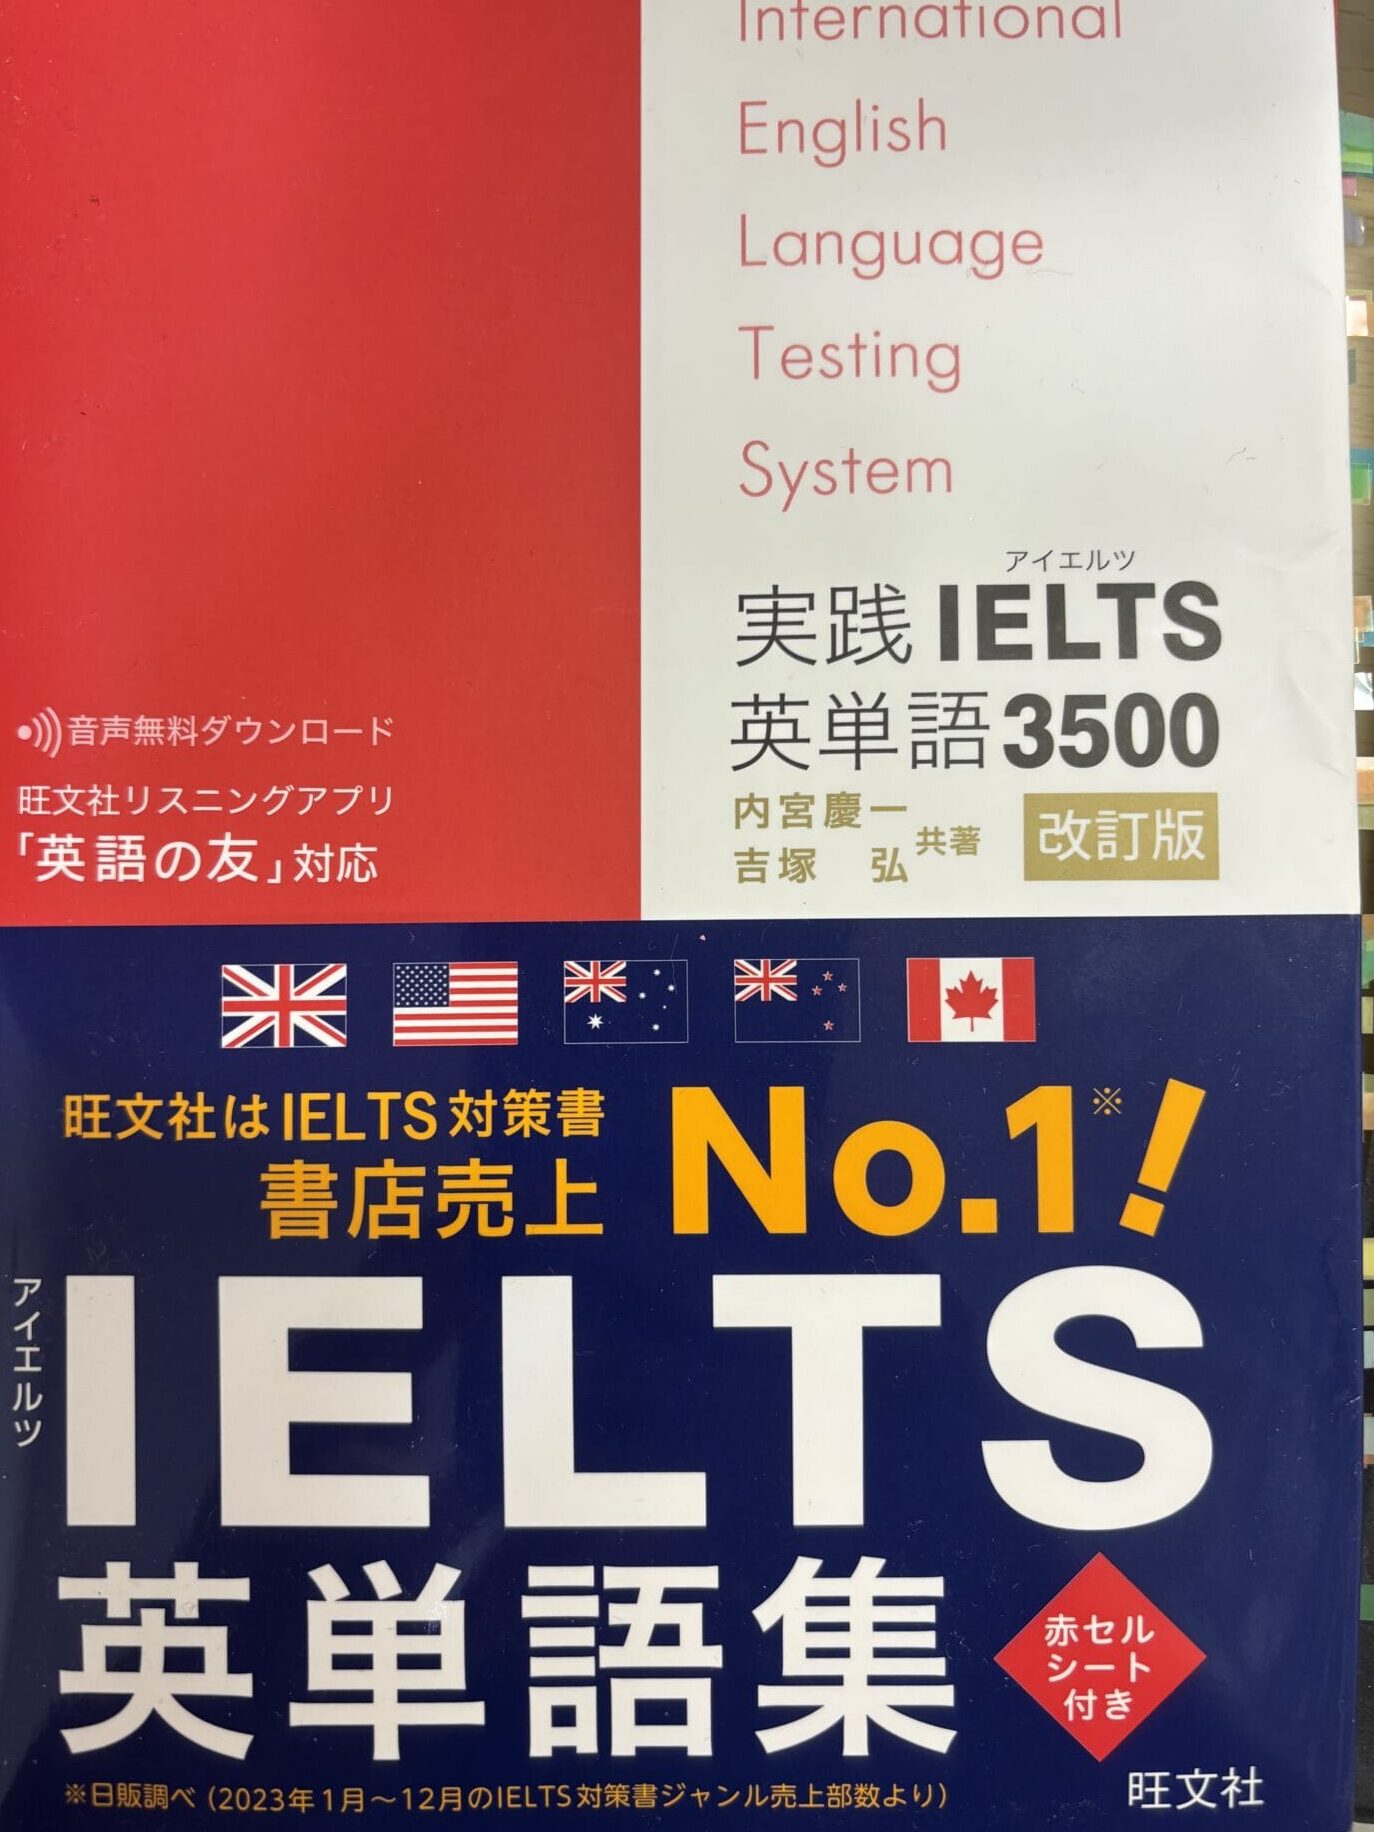 International
English
Language
Testing
System
アイエルツ
実践 IELTS
英単語 3500
内宮慶一
吉塚 弘 共著
改訂版
音声無料ダウンロード
旺文社リスニングアプリ
「英語の友」対応
旺文社は IELTS 対策書
書店売上 No.1※!
アイエルツ
IELTS
英単語集
赤セル
シート
付き
※日販調べ（2023年1月～12月のIELTS対策書ジャンル売上部数より）
旺文社